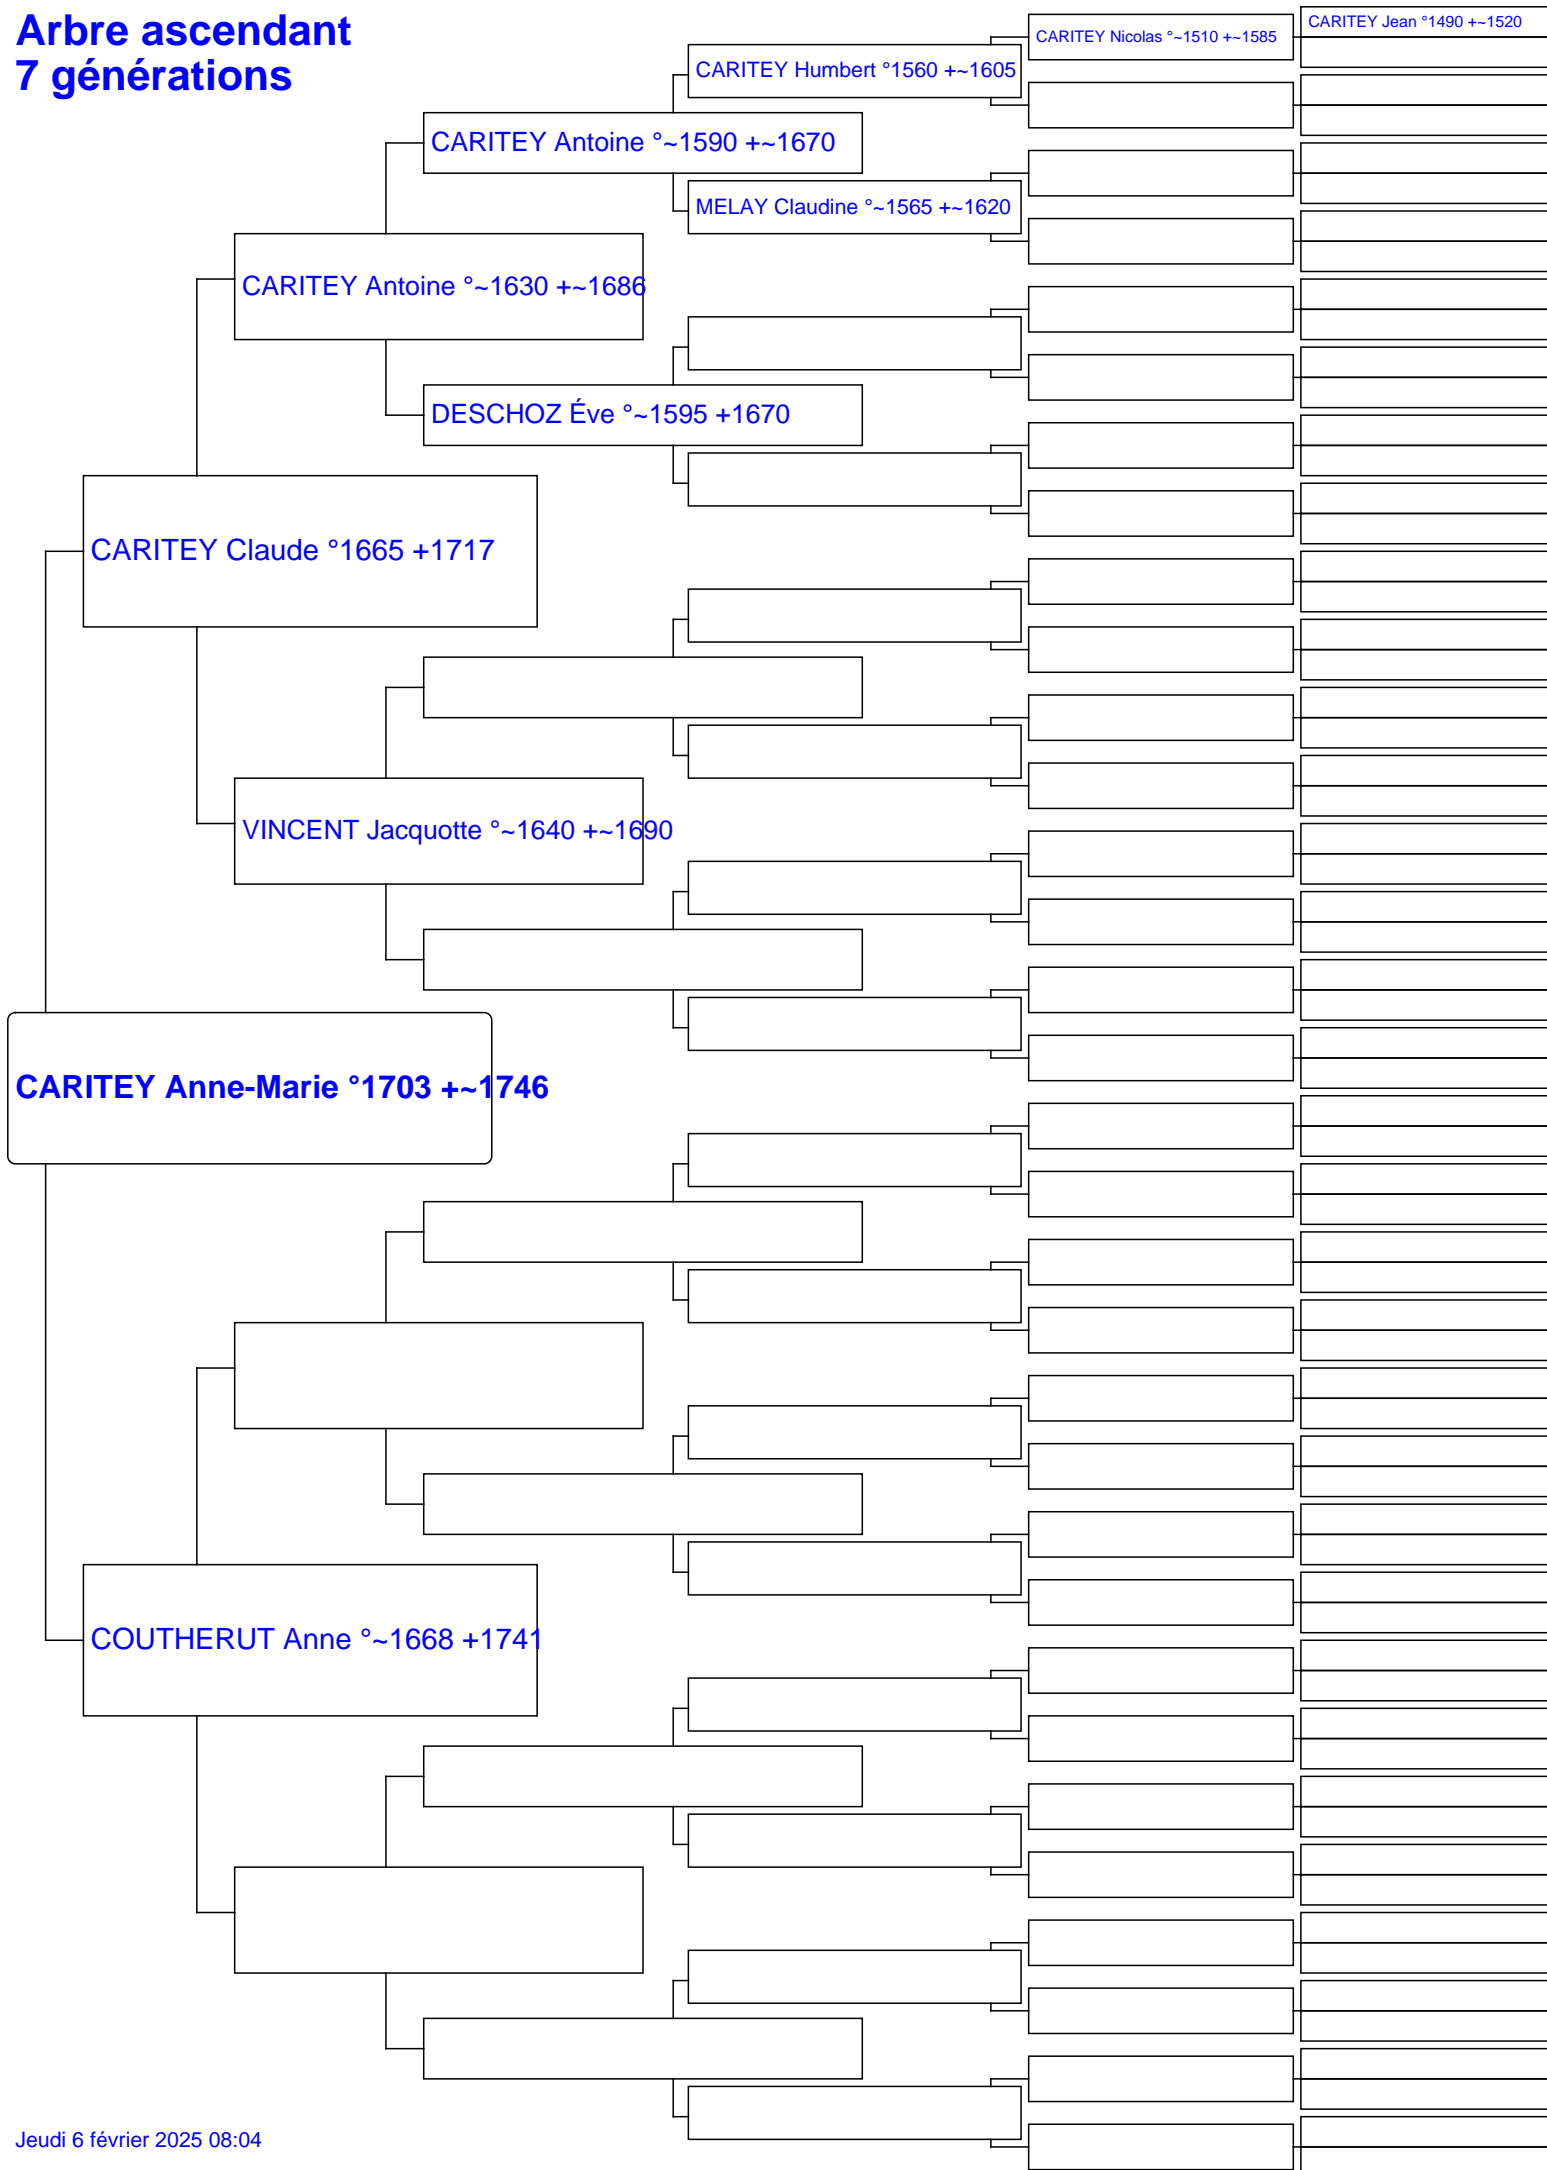 Arbre ascendant
7 générations
CARITEY Jean °1490 +~1520
CARITEY Nicolas °~1510 +~1585
CARITEY Humbert °1560 +~1605
CARITEY Antoine °~1590 +~1670
MELAY Claudine °~1565 +~1620
CARITEY Antoine °~1630 +~1686
DESCHOZ Éve °~1595 +1670
CARITEY Claude °1665 +1717
VINCENT Jacquotte °~1640 +~1690
CARITEY Anne-Marie °1703 +~1746
COUTHERUT Anne °~1668 +1741
Jeudi 6 février 2025 08:04